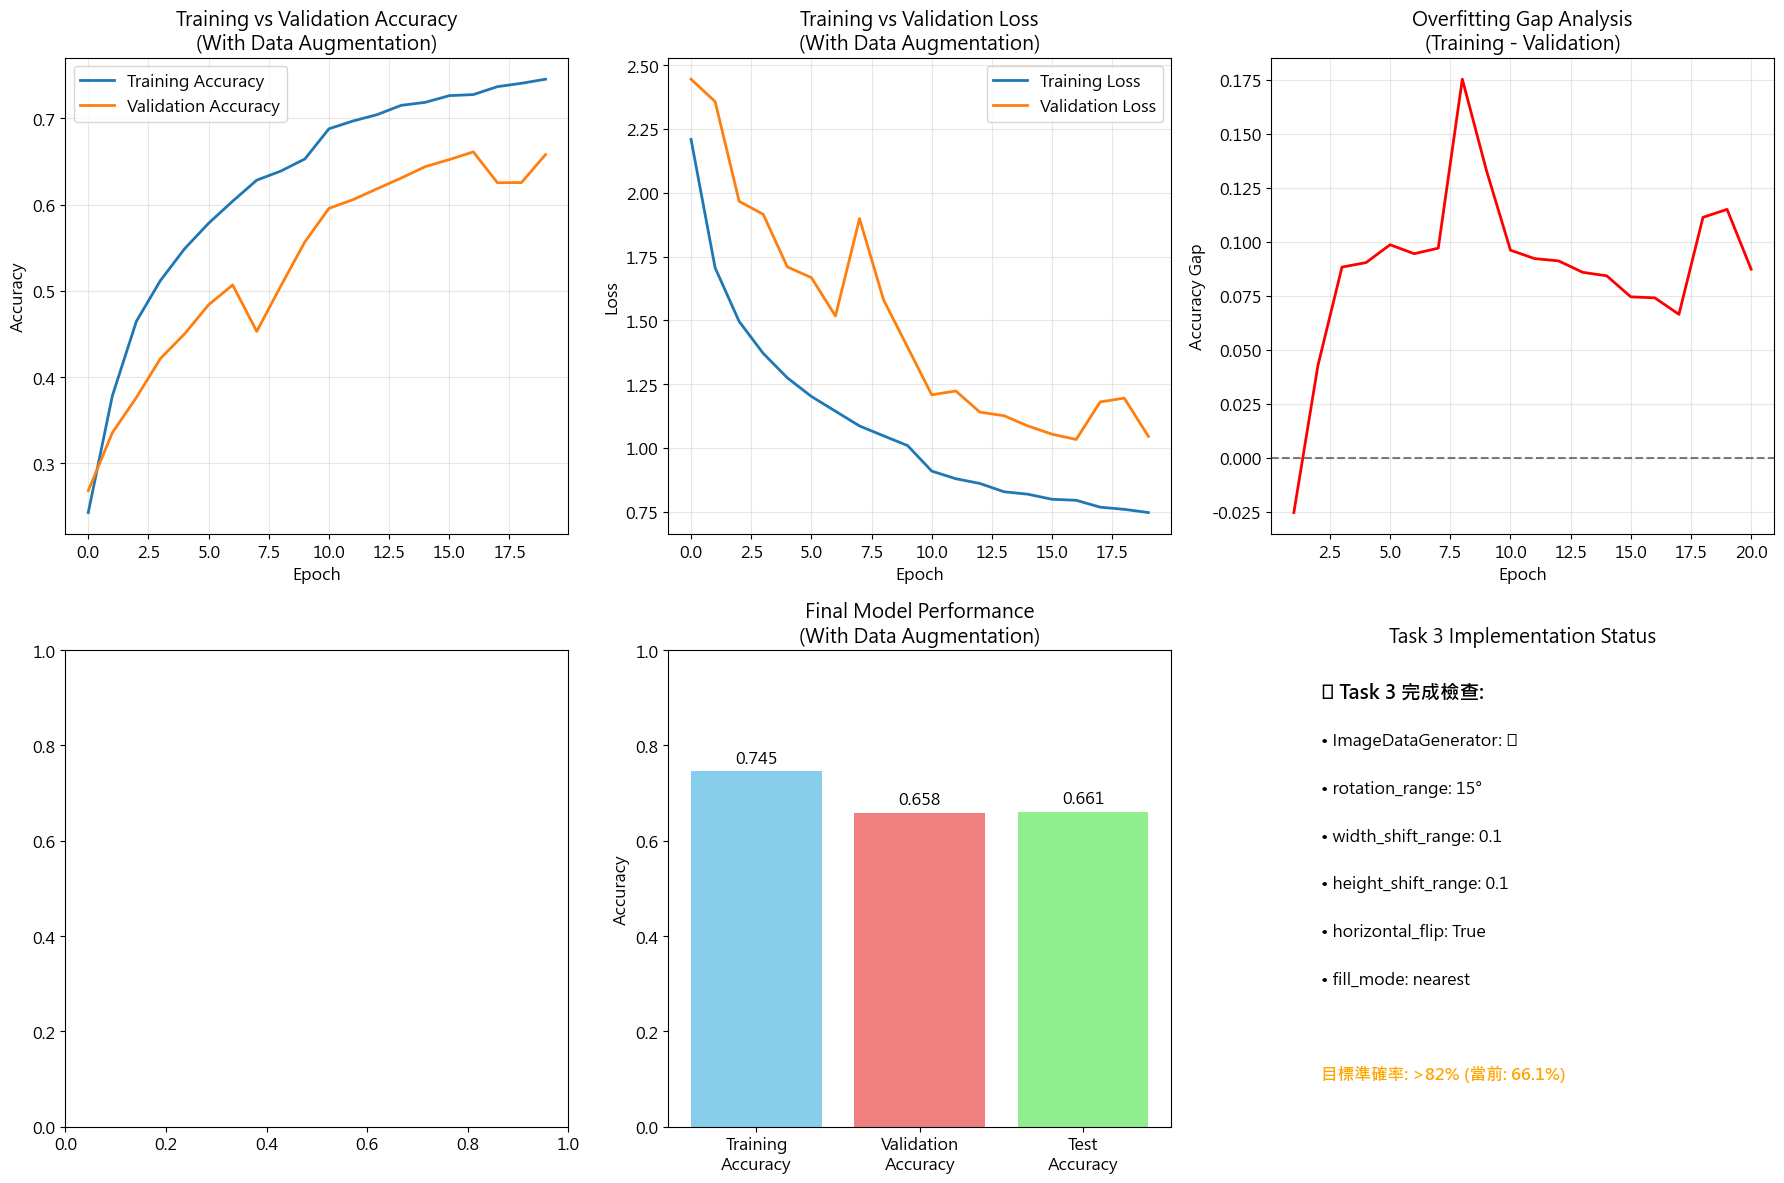 Training vs Validation Accuracy
(With Data Augmentation)
Training Accuracy
Validation Accuracy
Accuracy
0.7
0.6
0.5
0.4
0.3
0.0 2.5 5.0 7.5 10.0 12.5 15.0 17.5
Epoch
Training vs Validation Loss
(With Data Augmentation)
Training Loss
Validation Loss
Loss
2.50
2.25
2.00
1.75
1.50
1.25
1.00
0.75
0.0 2.5 5.0 7.5 10.0 12.5 15.0 17.5
Epoch
Overfitting Gap Analysis
(Training - Validation)
Accuracy Gap
0.175
0.150
0.125
0.100
0.075
0.050
0.025
0.000
-0.025
2.5 5.0 7.5 10.0 12.5 15.0 17.5 20.0
Epoch
1.0
0.8
0.6
0.4
0.2
0.0
0.0 0.2 0.4 0.6 0.8 1.0
Final Model Performance
(With Data Augmentation)
Accuracy
1.0
0.8
0.6
0.4
0.2
0.0
0.745
0.658
0.661
Training
Accuracy
Validation
Accuracy
Test
Accuracy
Task 3 Implementation Status
▯ Task 3 完成檢查:
• ImageDataGenerator: ▯
• rotation_range: 15°
• width_shift_range: 0.1
• height_shift_range: 0.1
• horizontal_flip: True
• fill_mode: nearest
目標準確率: >82% (當前: 66.1%)